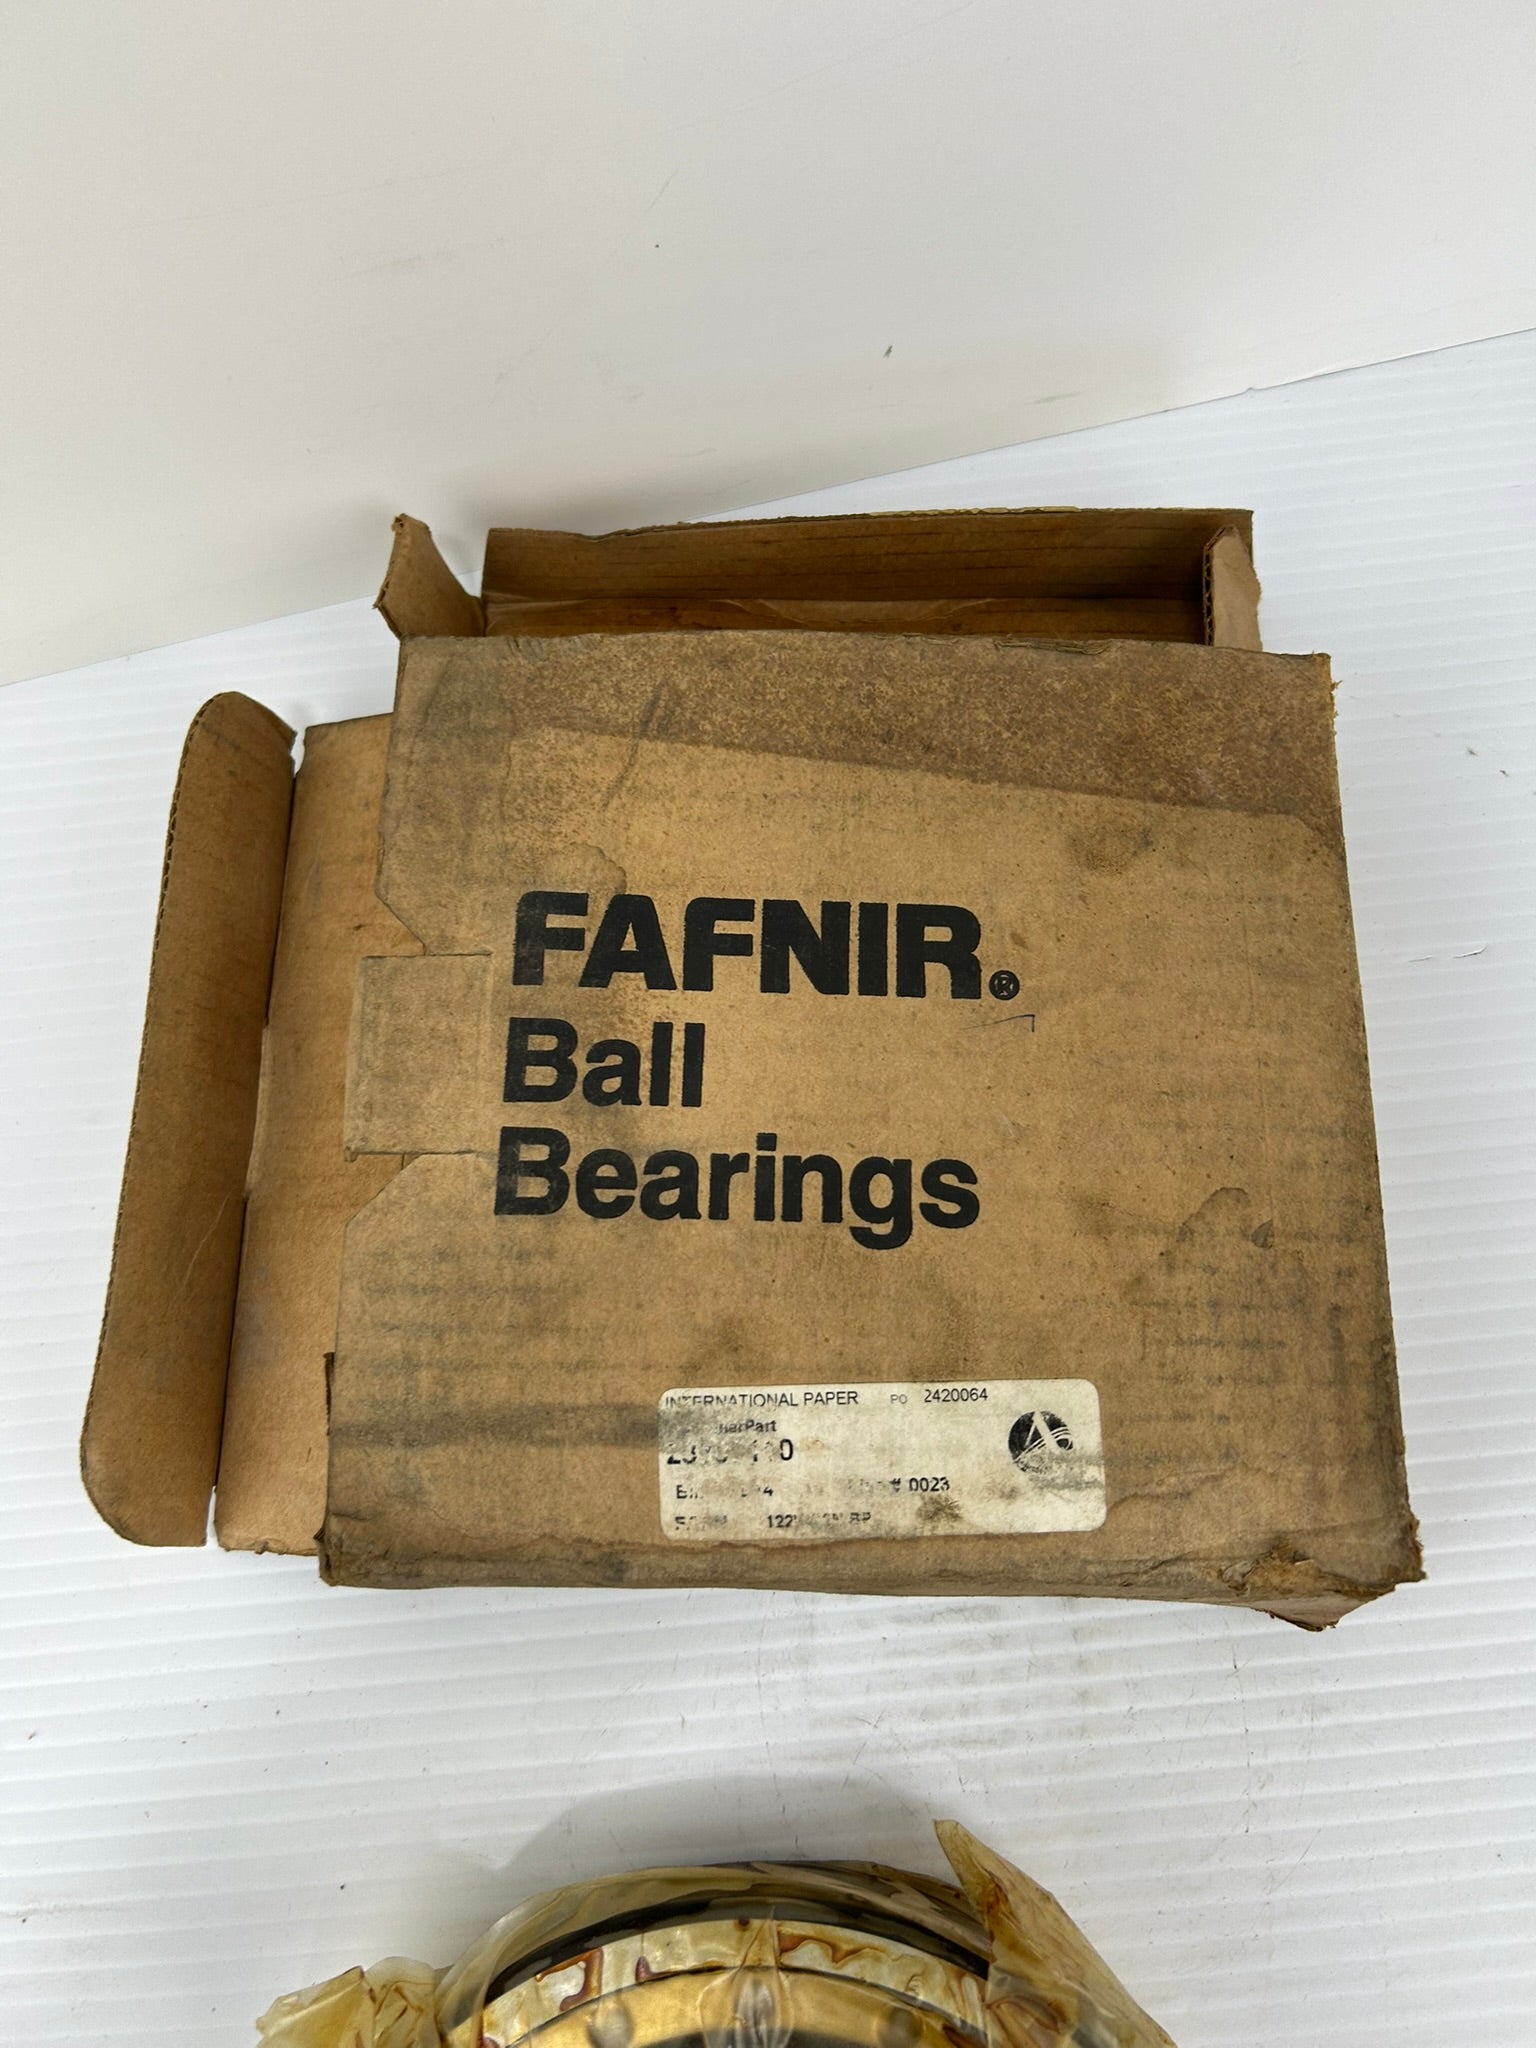 FAFNIR®
Ball
Bearings
INTERNATIONAL PAPER PO 2420064
# 0023